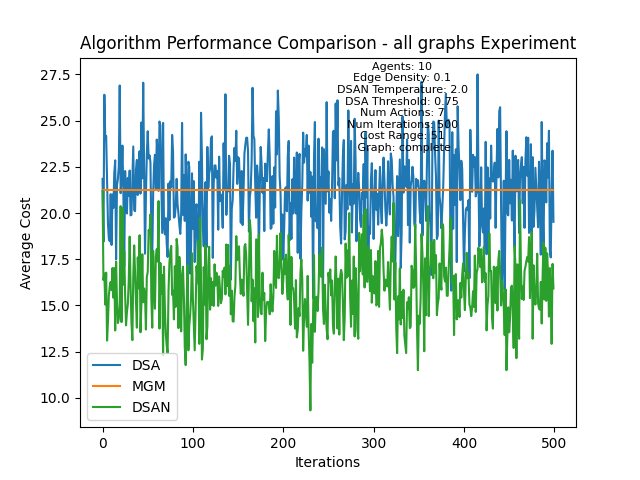 Algorithm Performance Comparison - all graphs Experiment
Agents: 10
Edge Density: 0.1
DSAN Temperature: 2.0
DSA Threshold: 0.75
Num Actions: 7
Num Iterations: 500
Cost Range: 51
Graph: complete
27.5
25.0
22.5
20.0
17.5
15.0
12.5
10.0
Average Cost
DSA
MGM
DSAN
0 100 200 300 400 500
Iterations